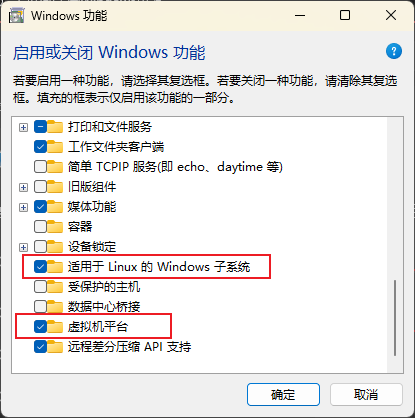 Windows 功能
启用或关闭 Windows 功能
若要启用一种功能，请选择其复选框。若要关闭一种功能，请清除其复选
框。填充的框表示仅启用该功能的一部分。
打印和文件服务
工作文件夹客户端
简单 TCPIP 服务(即 echo、daytime 等)
旧版组件
媒体功能
容器
设备锁定
适用于 Linux 的 Windows 子系统
受保护的主机
数据中心桥接
虚拟机平台
远程差分压缩 API 支持
确定
取消